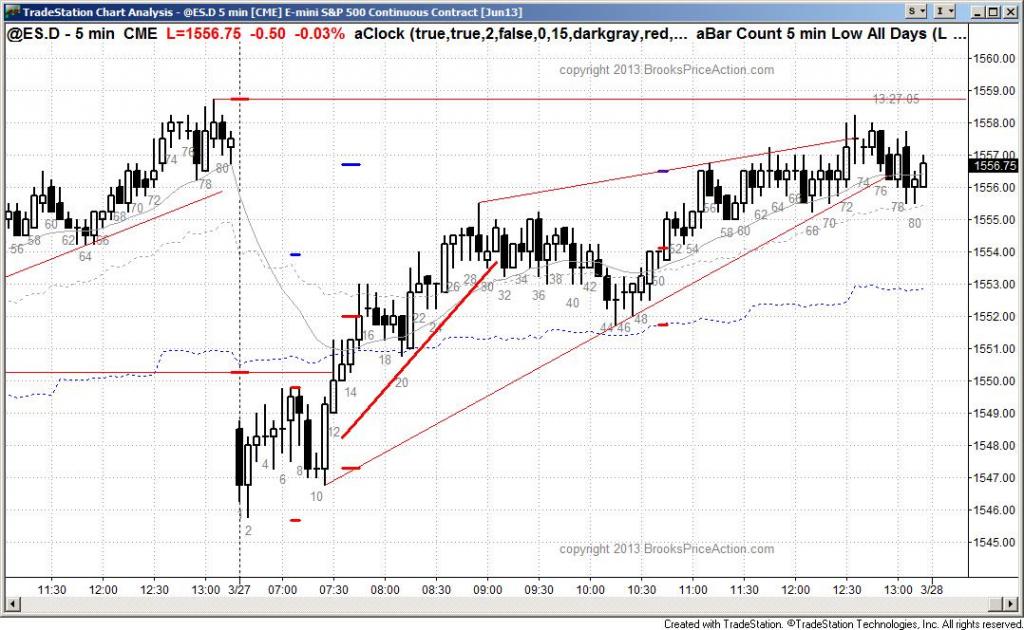 TradeStation Chart Analysis - @ES.D 5 min [CME] E-mini S&P 500 Continuous Contract [Jun13]
S I
@ES.D - 5 min CME L=1556.75 -0.50 -0.03% aClock (true,true,2,false,0,15,darkgray,red,... aBar Count 5 min Low All Days (L ...
copyright 2013 BrooksPriceAction.com
13:27:05
1560.00
1559.00
1558.00
1557.00
1556.75
1556.00
1555.00
1554.00
1553.00
1552.00
1551.00
1550.00
1549.00
1548.00
1547.00
1546.00
1545.00
56 58 60 62 64 66 68 70 72 74 76 78 80
2 4 6 8 10 12 14 16 18 20 22 24 26 28 30 32 34 36 38 40 42 44 46 48 50 52 54 56 58 60 62 64 66 68 70 72 74 76 78 80
copyright 2013 BrooksPriceAction.com
11:30 12:00 12:30 13:00 3/27 07:00 07:30 08:00 08:30 09:00 09:30 10:00 10:30 11:00 11:30 12:00 12:30 13:00 3/28
Created with TradeStation. ©TradeStation Technologies, Inc. All rights reserved.